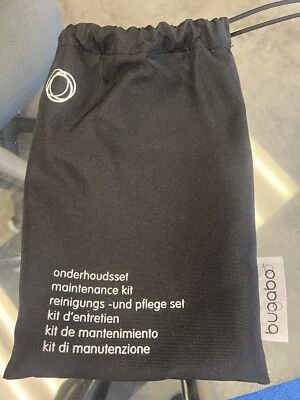 onderhoudsset
maintenance kit
reinigungs -und pflege set
kit d'entretien
kit de mantenimiento
kit di manutenzione
bugaboo